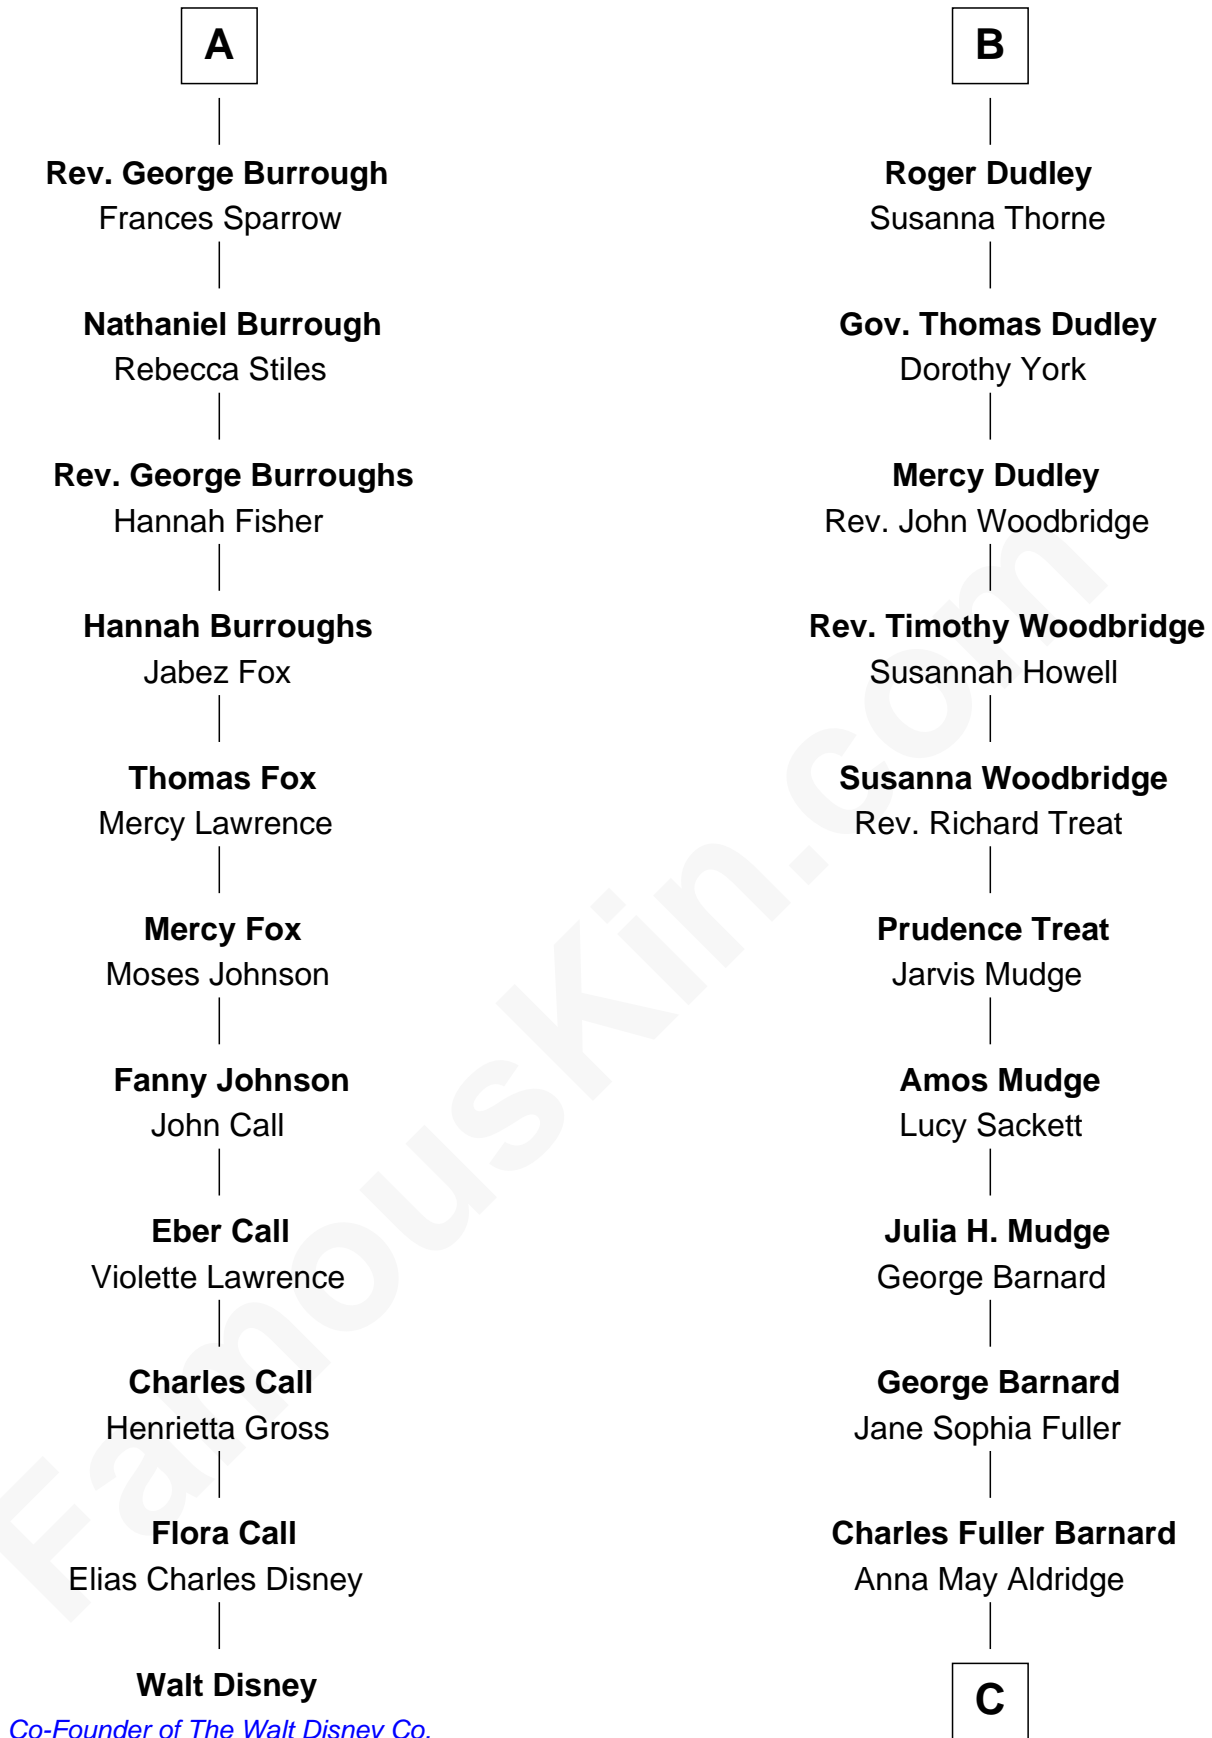 A
Rev. George Burrough
Frances Sparrow
Nathaniel Burrough
Rebecca Stiles
Rev. George Burroughs
Hannah Fisher
Hannah Burroughs
Jabez Fox
Thomas Fox
Mercy Lawrence
Mercy Fox
Moses Johnson
Fanny Johnson
John Call
Eber Call
Violette Lawrence
Charles Call
Henrietta Gross
Flora Call
Elias Charles Disney
Walt Disney
Co-Founder of The Walt Disney Co.
B
Roger Dudley
Susanna Thorne
Gov. Thomas Dudley
Dorothy York
Mercy Dudley
Rev. John Woodbridge
Rev. Timothy Woodbridge
Susannah Howell
Susanna Woodbridge
Rev. Richard Treat
Prudence Treat
Jarvis Mudge
Amos Mudge
Lucy Sackett
Julia H. Mudge
George Barnard
George Barnard
Jane Sophia Fuller
Charles Fuller Barnard
Anna May Aldridge
C
FamousKin.com